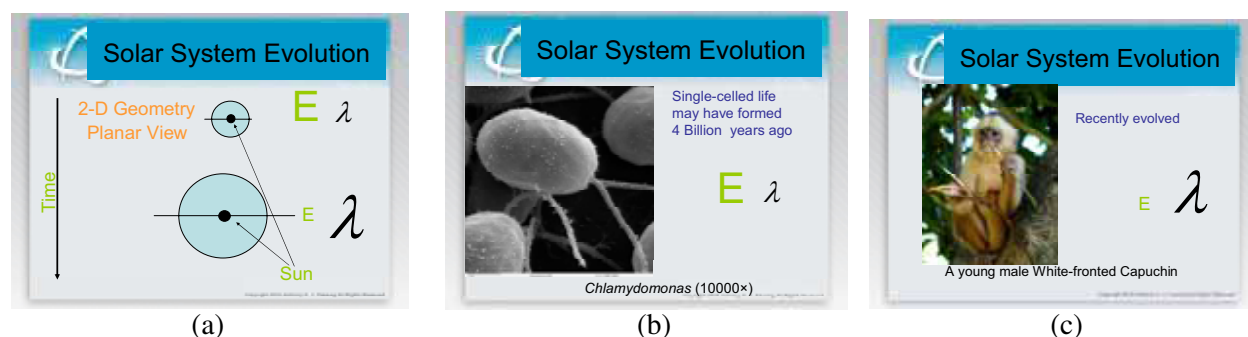 Solar System Evolution
2-D Geometry
Planar View
E λ
Time
E λ
Sun
(a)
Solar System Evolution
Single-celled life
may have formed
4 Billion years ago
E λ
Chlamydomonas (10000×)
(b)
Solar System Evolution
Recently evolved
E λ
A young male White-fronted Capuchin
(c)